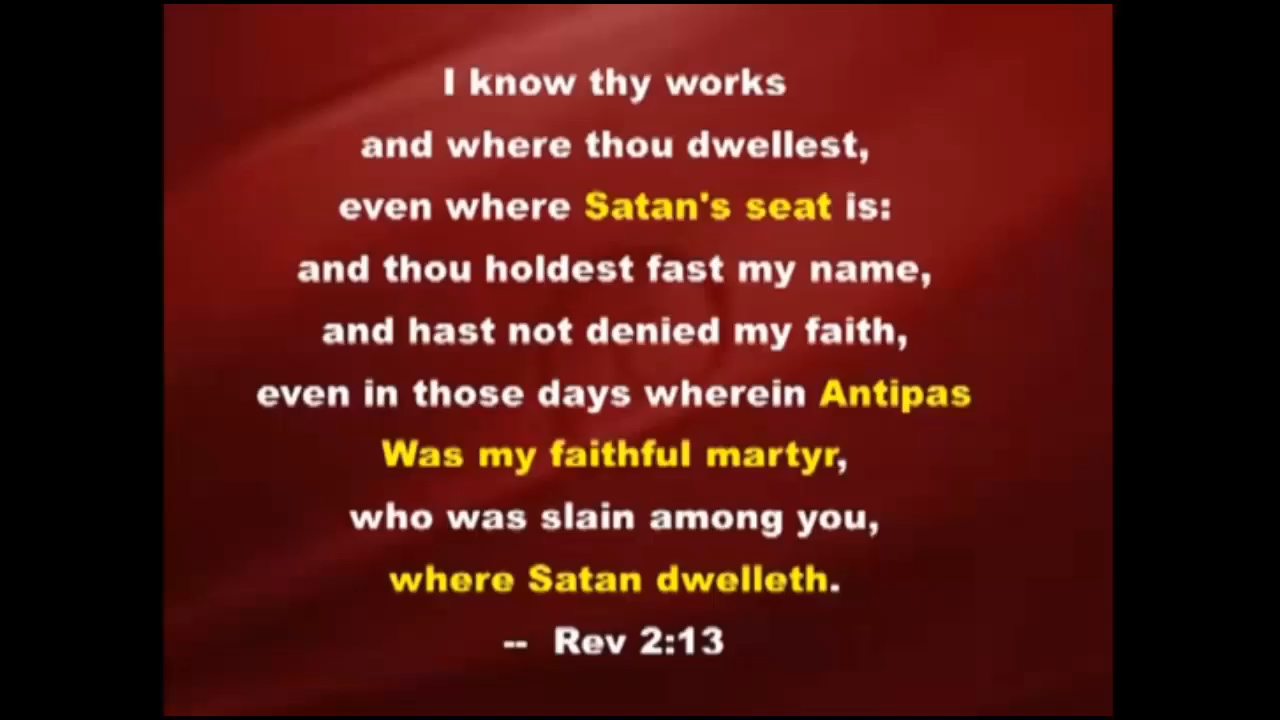 I know thy works
and where thou dwellest,
even where Satan's seat is:
and thou holdest fast my name,
and hast not denied my faith,
even in those days wherein Antipas
Was my faithful martyr,
who was slain among you,
where Satan dwelleth.
-- Rev 2:13